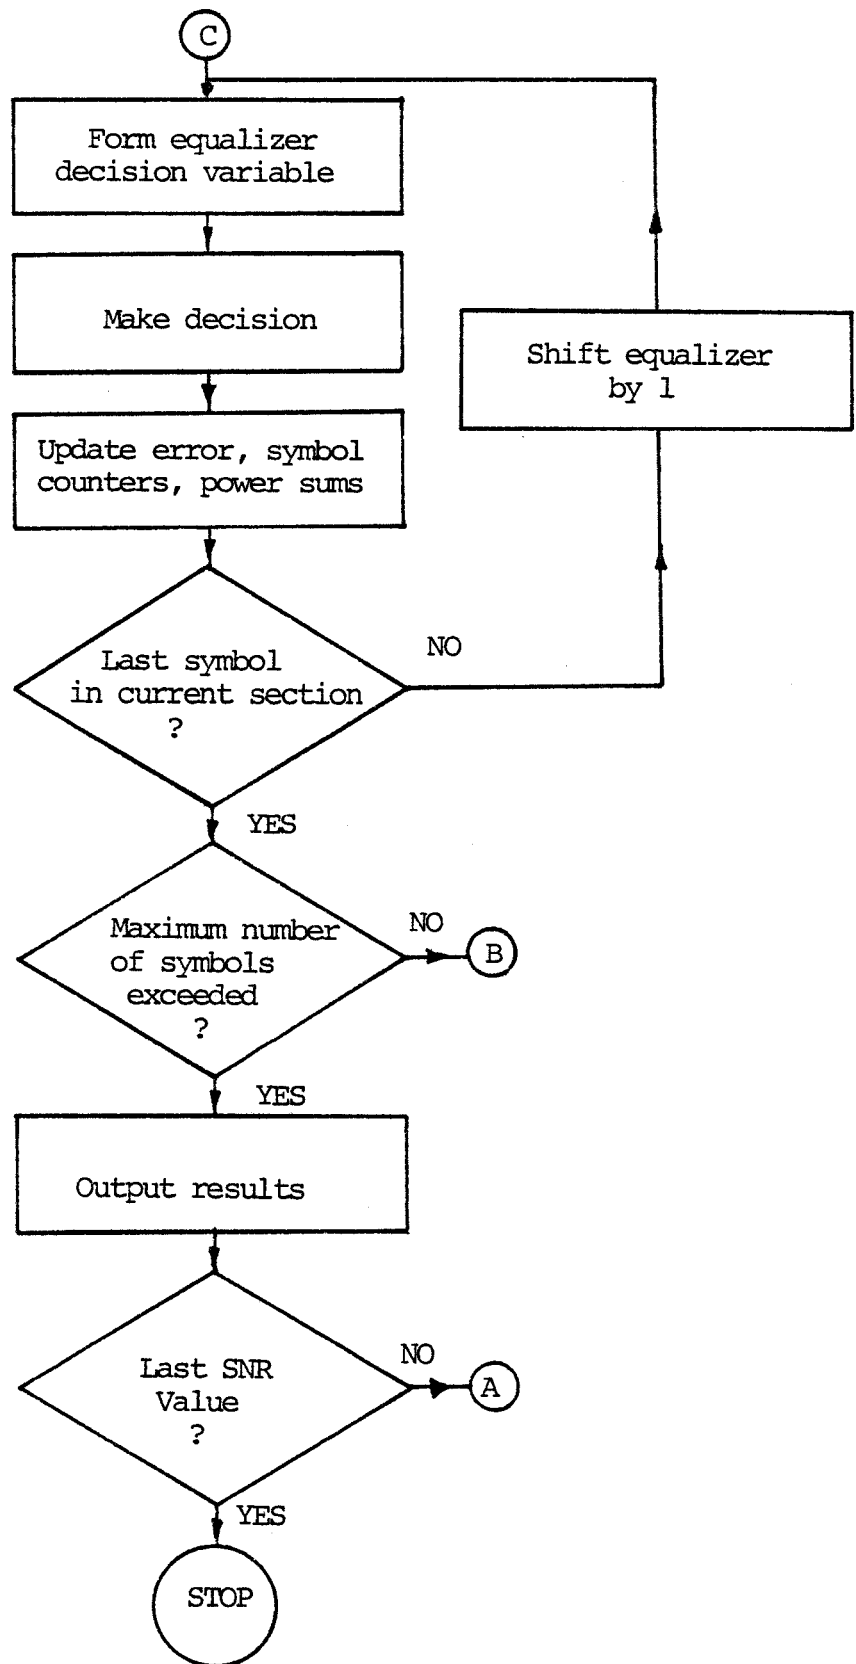 C
Form equalizer
decision variable
Make decision
Shift equalizer
by 1
Update error, symbol
counters, power sums
Last symbol
in current section
?
NO
YES
Maximum number
of symbols
exceeded
?
NO
B
YES
Output results
Last SNR
Value
?
NO
A
YES
STOP